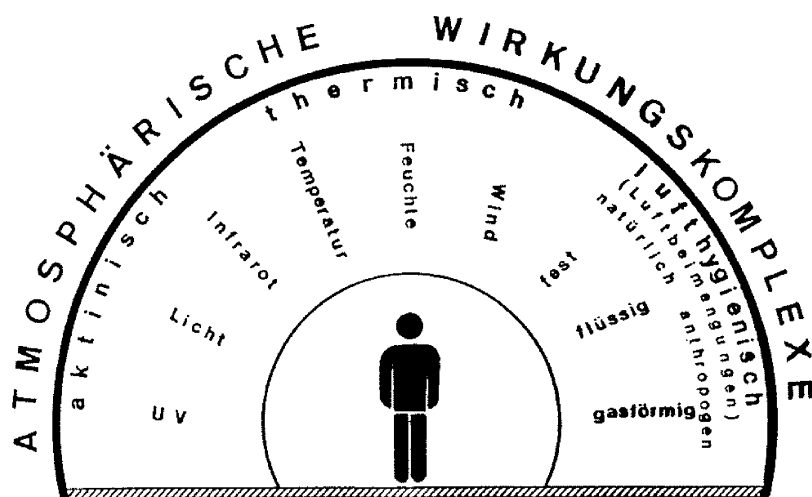 ATMOSPHÄRISCHE WIRKUNGSKOMPLEXE
aktinisch
thermisch
lufthygienisch
(Luftbeimengungen)
natürlich anthropogen
UV
Licht
Infrarot
Temperatur
Feuchte
Wind
fest
flüssig
gasförmig